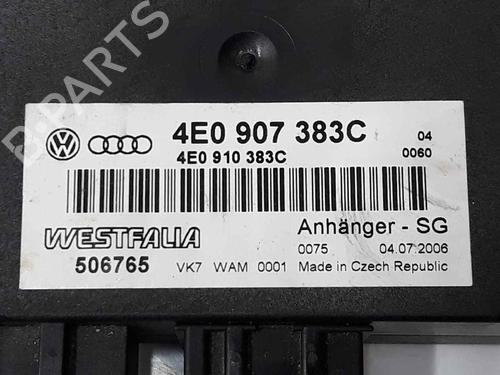 4E0 907 383C 04
4E0 910 383C 0060
WESTFALIA Anhänger - SG
0075 04.07.2006
506765 VK7 WAM 0001 Made in Czech Republic
B-PARTS